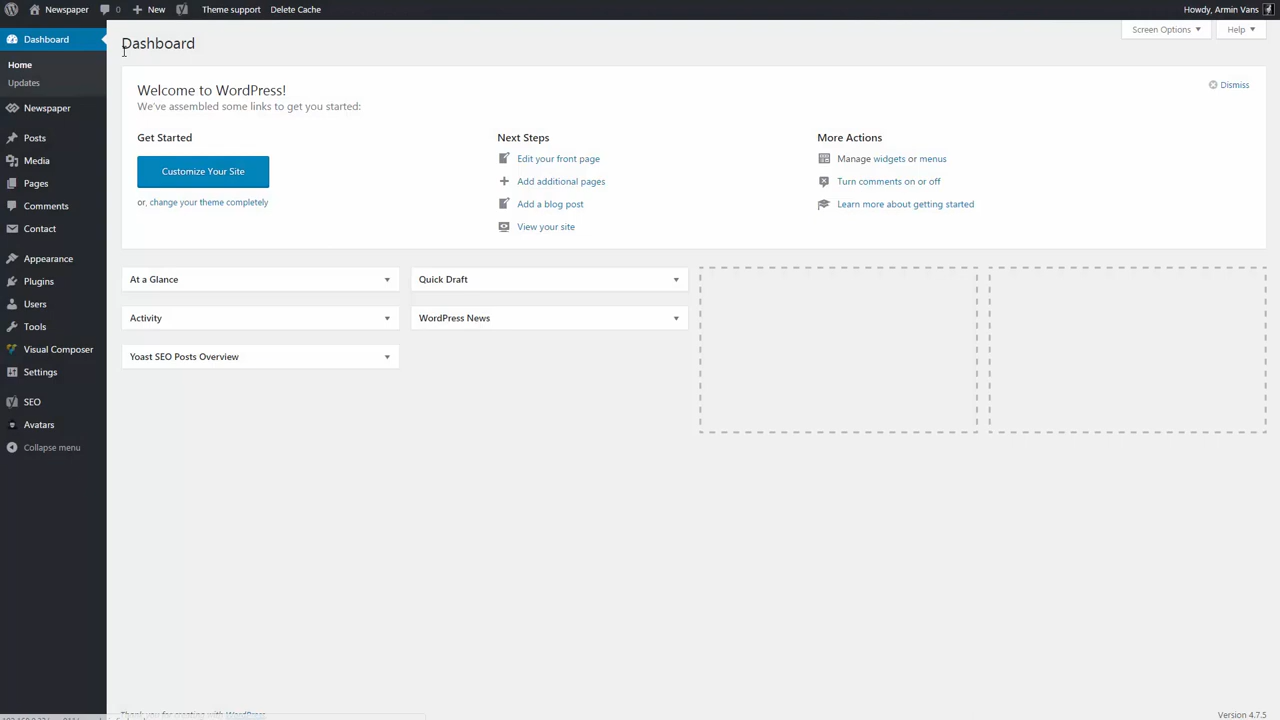 Newspaper 0 New Theme support Delete Cache Howdy, Armin Vans
Dashboard
Home
Updates
Newspaper
Posts
Media
Pages
Comments
Contact
Appearance
Plugins
Users
Tools
Visual Composer
Settings
SEO
Avatars
Collapse menu
Screen Options Help
Dashboard
Welcome to WordPress!
We've assembled some links to get you started:
Dismiss
Get Started
Customize Your Site
or, change your theme completely
Next Steps
Edit your front page
Add additional pages
Add a blog post
View your site
More Actions
Manage widgets or menus
Turn comments on or off
Learn more about getting started
At a Glance
Activity
Yoast SEO Posts Overview
Quick Draft
WordPress News
Thank you for creating with WordPress
Version 4.7.5